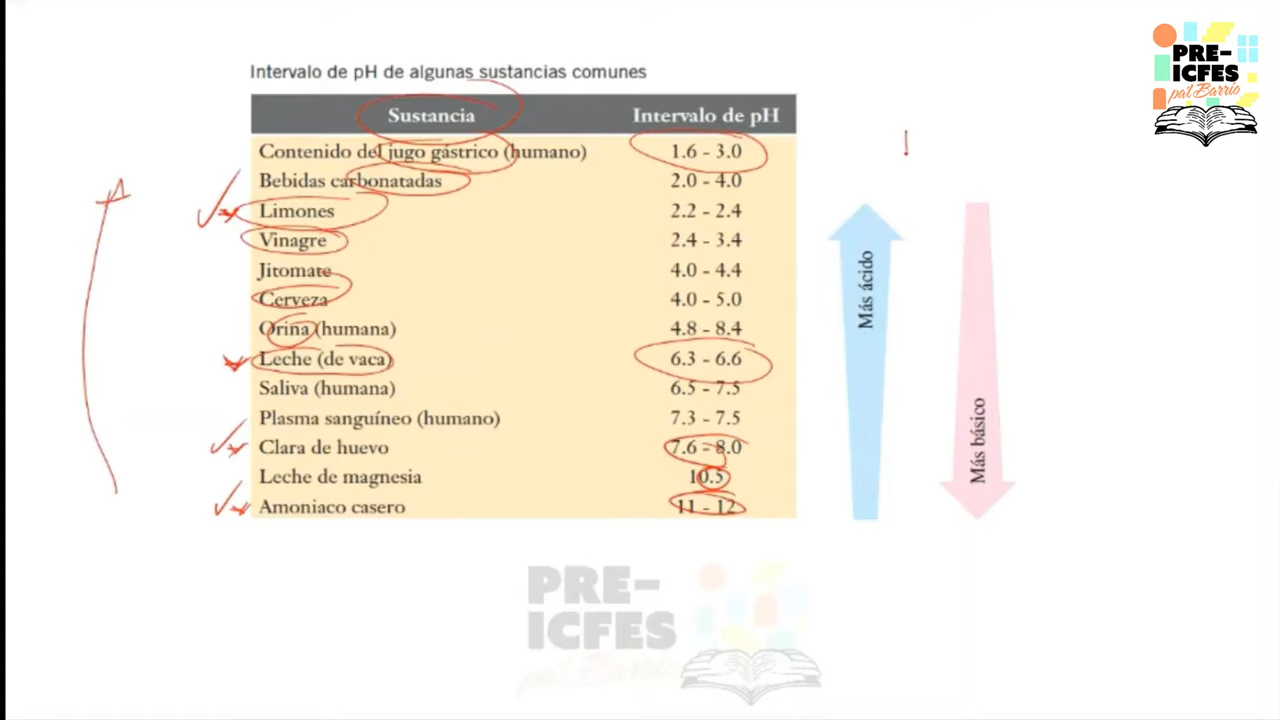 PRE-
ICFES
pa'l Barrio
Intervalo de pH de algunas sustancias comunes
Sustancia Intervalo de pH
Contenido del jugo gástrico (humano) 1.6 - 3.0
Bebidas carbonatadas 2.0 - 4.0
Limones 2.2 - 2.4
Vinagre 2.4 - 3.4
Jitomate 4.0 - 4.4
Cerveza 4.0 - 5.0
Orina (humana) 4.8 - 8.4
Leche (de vaca) 6.3 - 6.6
Saliva (humana) 6.5 - 7.5
Plasma sanguíneo (humano) 7.3 - 7.5
Clara de huevo 7.6 - 8.0
Leche de magnesia 10.5
Amoniaco casero 11 - 12
Más ácido
Más básico
PRE-
ICFES
pa'l Barrio